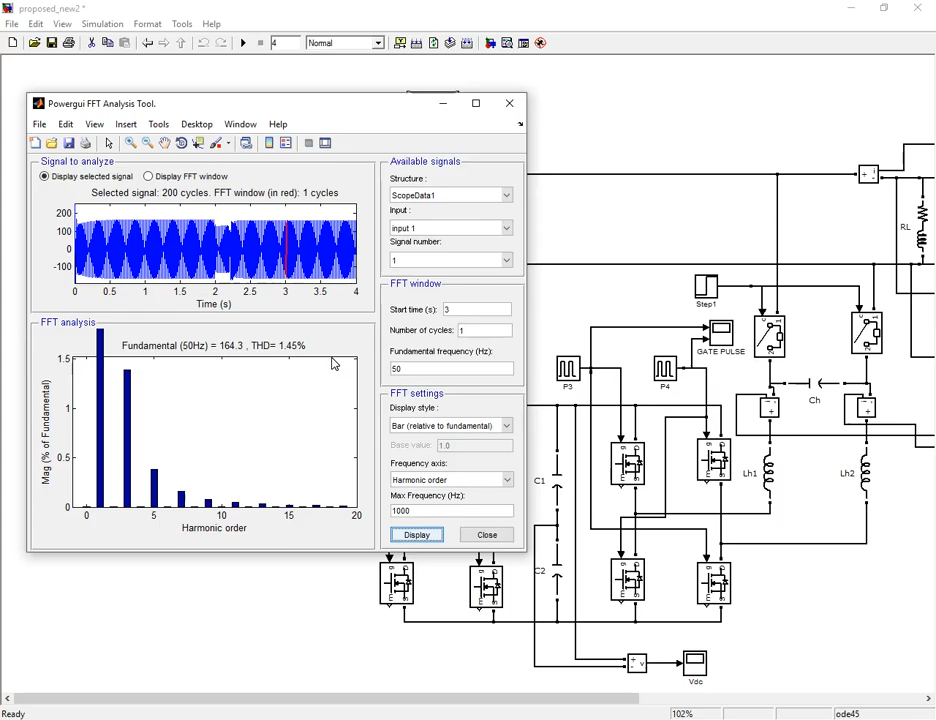 proposed_new2 *
File Edit View Simulation Format Tools Help
4 Normal
Powergui FFT Analysis Tool.
File Edit View Insert Tools Desktop Window Help
Signal to analyze
Display selected signal Display FFT window
Selected signal: 200 cycles. FFT window (in red): 1 cycles
200
100
0
-100
0 0.5 1 1.5 2 2.5 3 3.5 4
Time (s)
FFT analysis
Fundamental (50Hz) = 164.3 , THD= 1.45%
1.5
1
0.5
0
Mag (% of Fundamental)
0 5 10 15 20
Harmonic order
Available signals
Structure :
ScopeData1
Input :
input 1
Signal number:
1
FFT window
Start time (s): 3
Number of cycles: 1
Fundamental frequency (Hz):
50
FFT settings
Display style :
Bar (relative to fundamental)
Base value: 1.0
Frequency axis:
Harmonic order
Max Frequency (Hz):
1000
Display Close
RL
Step1
GATE PULSE
P3
P4
Ch
C1
Lh1
Lh2
C2
Vdc
Ready 102% ode45